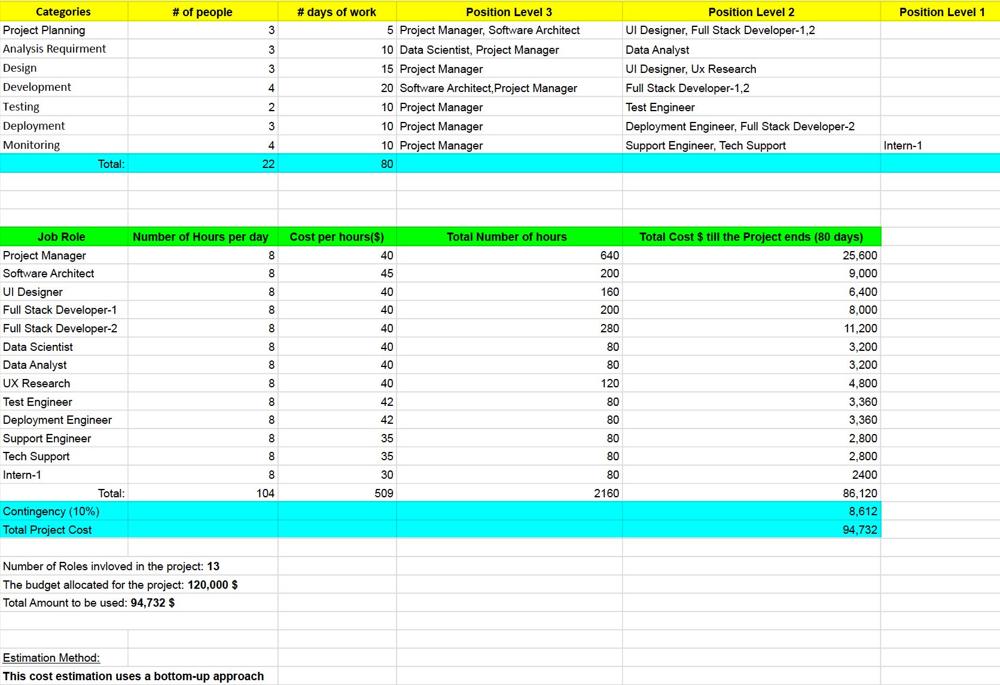 Categories # of people # days of work Position Level 3 Position Level 2 Position Level 1
Project Planning 3 5 Project Manager, Software Architect UI Designer, Full Stack Developer-1,2
Analysis Requirment 3 10 Data Scientist, Project Manager Data Analyst
Design 3 15 Project Manager UI Designer, Ux Research
Development 4 20 Software Architect,Project Manager Full Stack Developer-1,2
Testing 2 10 Project Manager Test Engineer
Deployment 3 10 Project Manager Deployment Engineer, Full Stack Developer-2
Monitoring 4 10 Project Manager Support Engineer, Tech Support Intern-1
Total: 22 80
Job Role Number of Hours per day Cost per hours($) Total Number of hours Total Cost $ till the Project ends (80 days)
Project Manager 8 40 640 25,600
Software Architect 8 45 200 9,000
UI Designer 8 40 160 6,400
Full Stack Developer-1 8 40 200 8,000
Full Stack Developer-2 8 40 280 11,200
Data Scientist 8 40 80 3,200
Data Analyst 8 40 80 3,200
UX Research 8 40 120 4,800
Test Engineer 8 42 80 3,360
Deployment Engineer 8 42 80 3,360
Support Engineer 8 35 80 2,800
Tech Support 8 35 80 2,800
Intern-1 8 30 80 2400
Total: 104 509 2160 86,120
Contingency (10%) 8,612
Total Project Cost 94,732
Number of Roles invloved in the project: 13
The budget allocated for the project: 120,000 $
Total Amount to be used: 94,732 $
Estimation Method:
This cost estimation uses a bottom-up approach